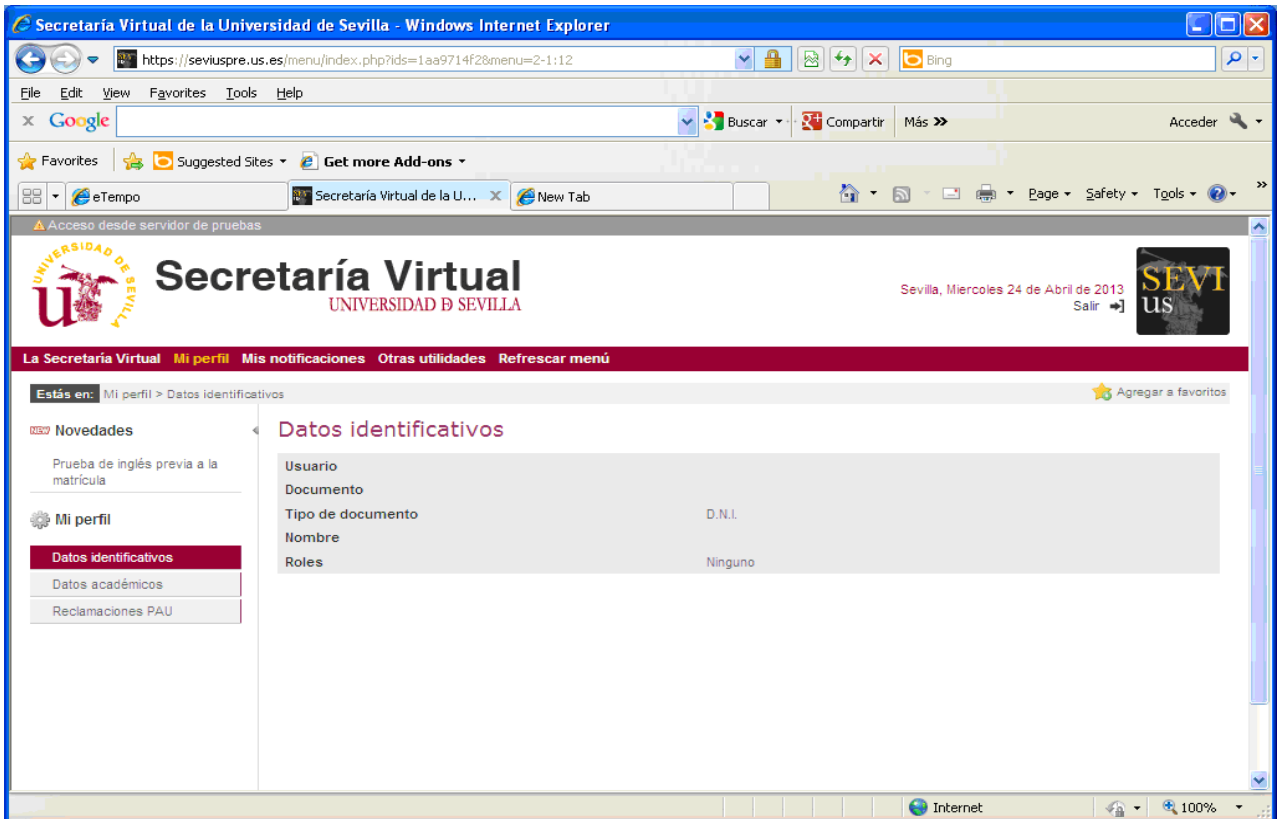 Secretaría Virtual de la Universidad de Sevilla - Windows Internet Explorer
https://seviuspre.us.es/menu/index.php?ids=1aa9714f28&menu=2-1:12
Bing
File Edit View Favorites Tools Help
x Google Buscar Compartir Más >> Acceder
Favorites Suggested Sites Get more Add-ons
eTempo Secretaría Virtual de la U... X New Tab Page Safety Tools >>
Acceso desde servidor de pruebas
UNIVERSIDAD DE SEVILLA
Secretaría Virtual
UNIVERSIDAD Ð SEVILLA
Sevilla, Miercoles 24 de Abril de 2013
Salir
SEVI
us
La Secretaría Virtual Mi perfil Mis notificaciones Otras utilidades Refrescar menú
Estás en: Mi perfil > Datos identificativos Agregar a favoritos
NEW Novedades
Prueba de inglés previa a la
matrícula
Mi perfil
Datos identificativos
Datos académicos
Reclamaciones PAU
Datos identificativos
Usuario
Documento
Tipo de documento D.N.I.
Nombre
Roles Ninguno
Internet 100%